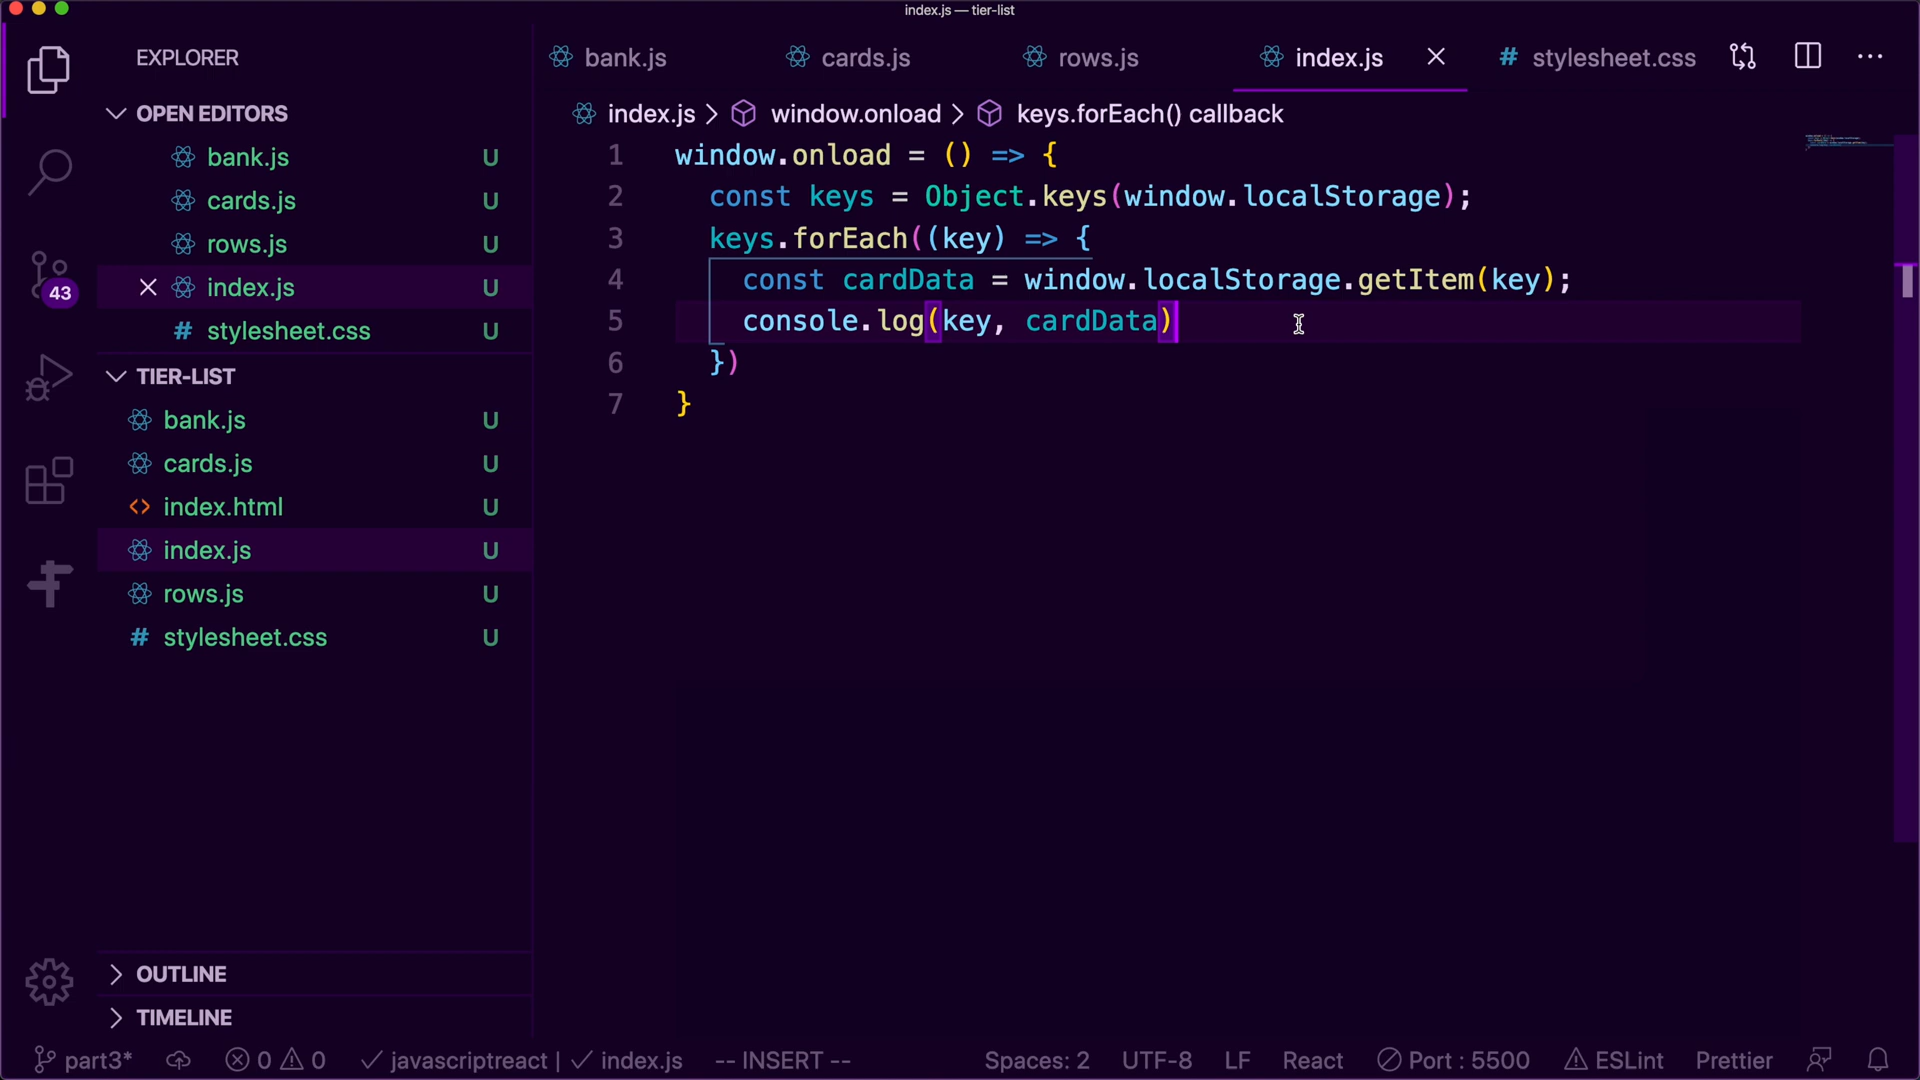 index.js — tier-list
EXPLORER
OPEN EDITORS
bank.js U
cards.js U
rows.js U
index.js U
# stylesheet.css U
43
TIER-LIST
bank.js U
cards.js U
<> index.html U
index.js U
rows.js U
# stylesheet.css U
OUTLINE
TIMELINE
bank.js cards.js rows.js index.js # stylesheet.css
index.js > window.onload > keys.forEach() callback
1 window.onload = () => {
2 const keys = Object.keys(window.localStorage);
3 keys.forEach((key) => {
4 const cardData = window.localStorage.getItem(key);
5 console.log(key, cardData)
6 })
7 }
part3* 0 0 javascriptreact | index.js -- INSERT -- Spaces: 2 UTF-8 LF React Port : 5500 ESLint Prettier